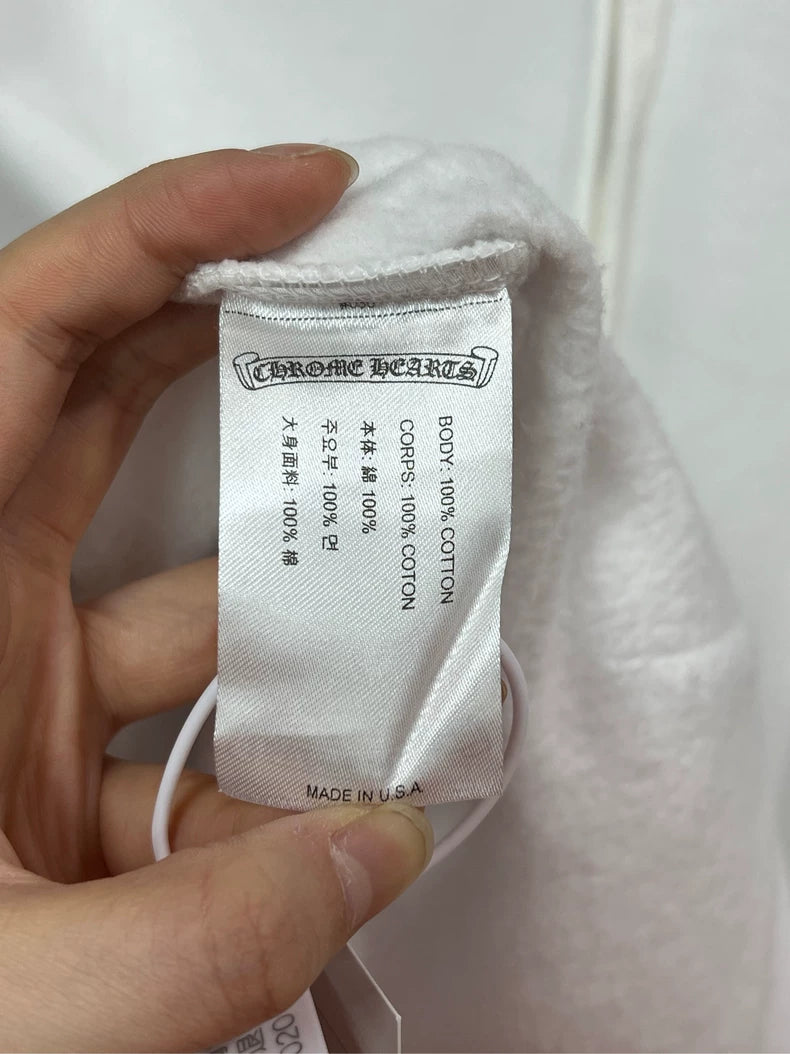 CHROME HEARTS
BODY: 100% COTTON
CORPS: 100% COTON
本体: 綿 100%
주요부: 100% 면
大身面料: 100% 棉
MADE IN U.S.A.
020